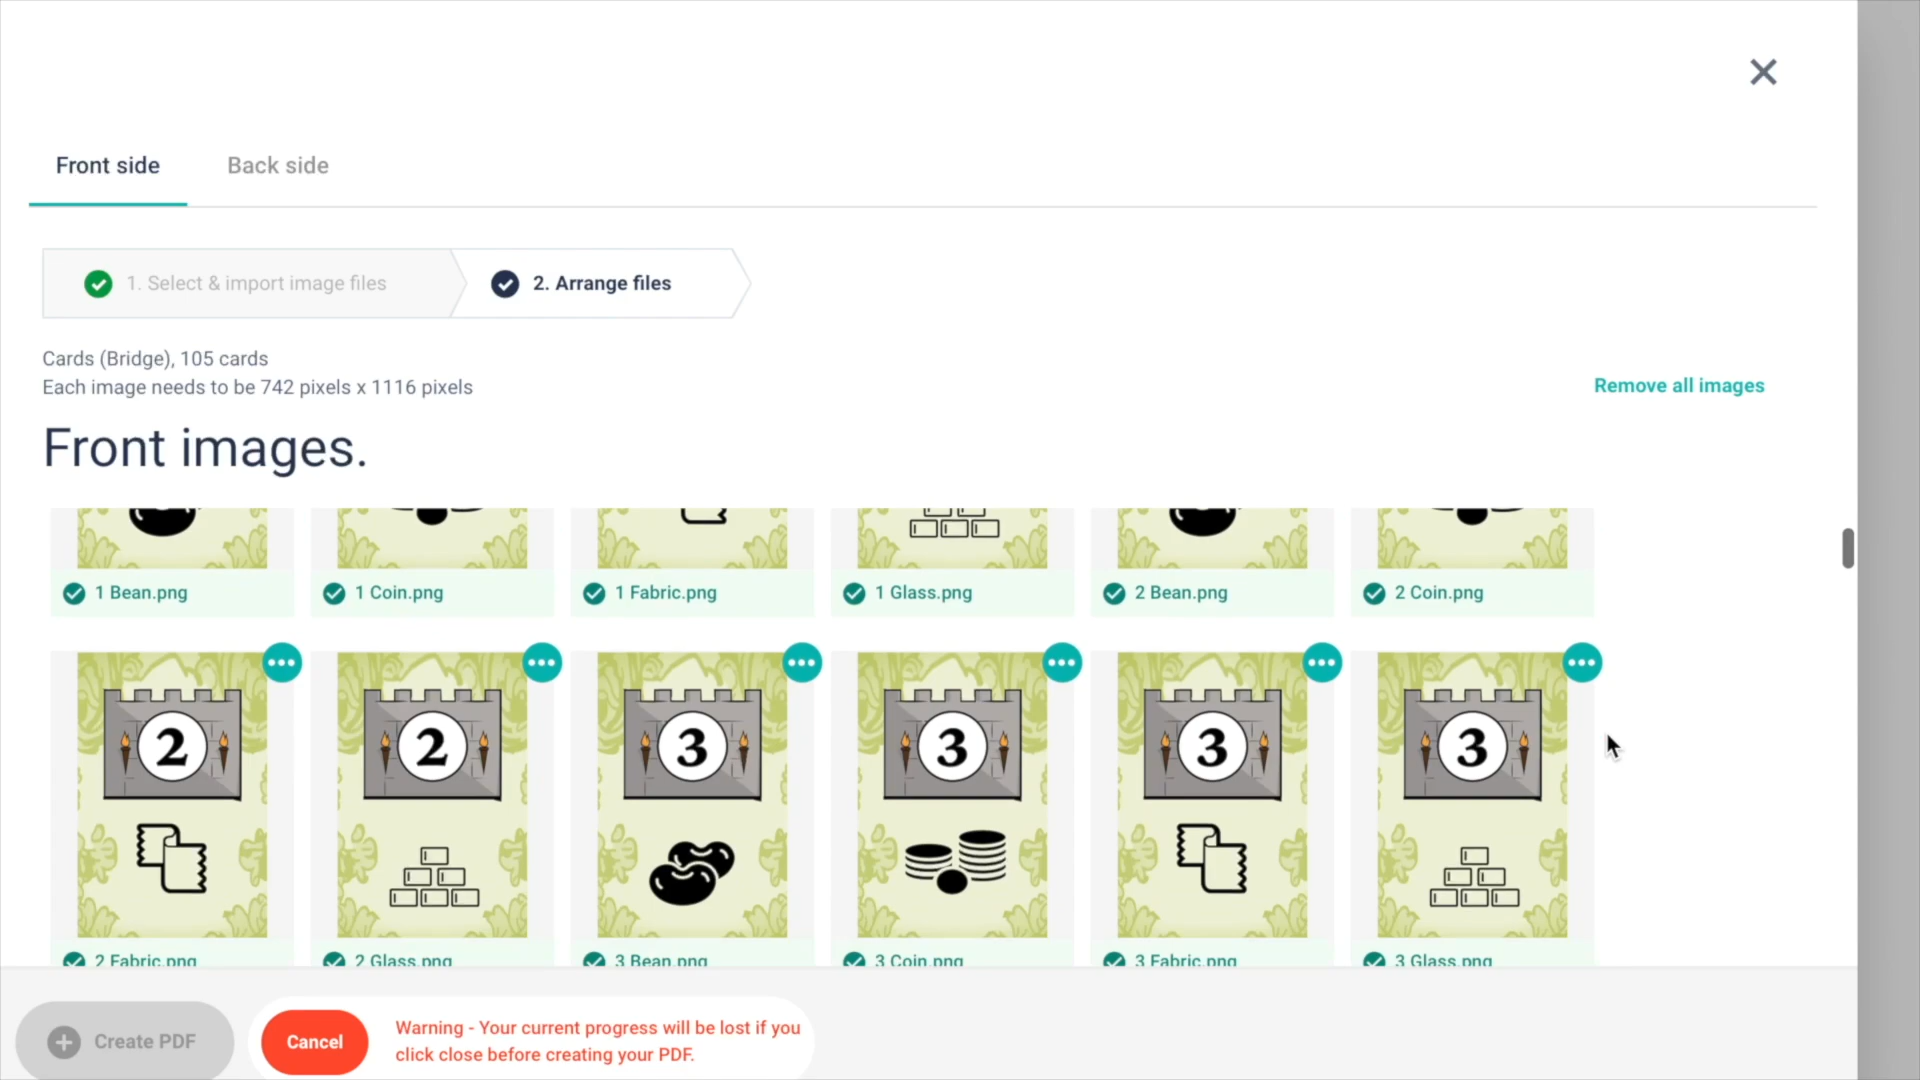 Front side
Back side
1. Select & import image files
2. Arrange files
Cards (Bridge), 105 cards
Each image needs to be 742 pixels x 1116 pixels
Remove all images
Front images.
1 Bean.png
1 Coin.png
1 Fabric.png
1 Glass.png
2 Bean.png
2 Coin.png
2
2
3
3
3
3
2 Fabric.png
2 Glass.png
3 Bean.png
3 Coin.png
3 Fabric.png
3 Glass.png
Create PDF
Cancel
Warning - Your current progress will be lost if you
click close before creating your PDF.